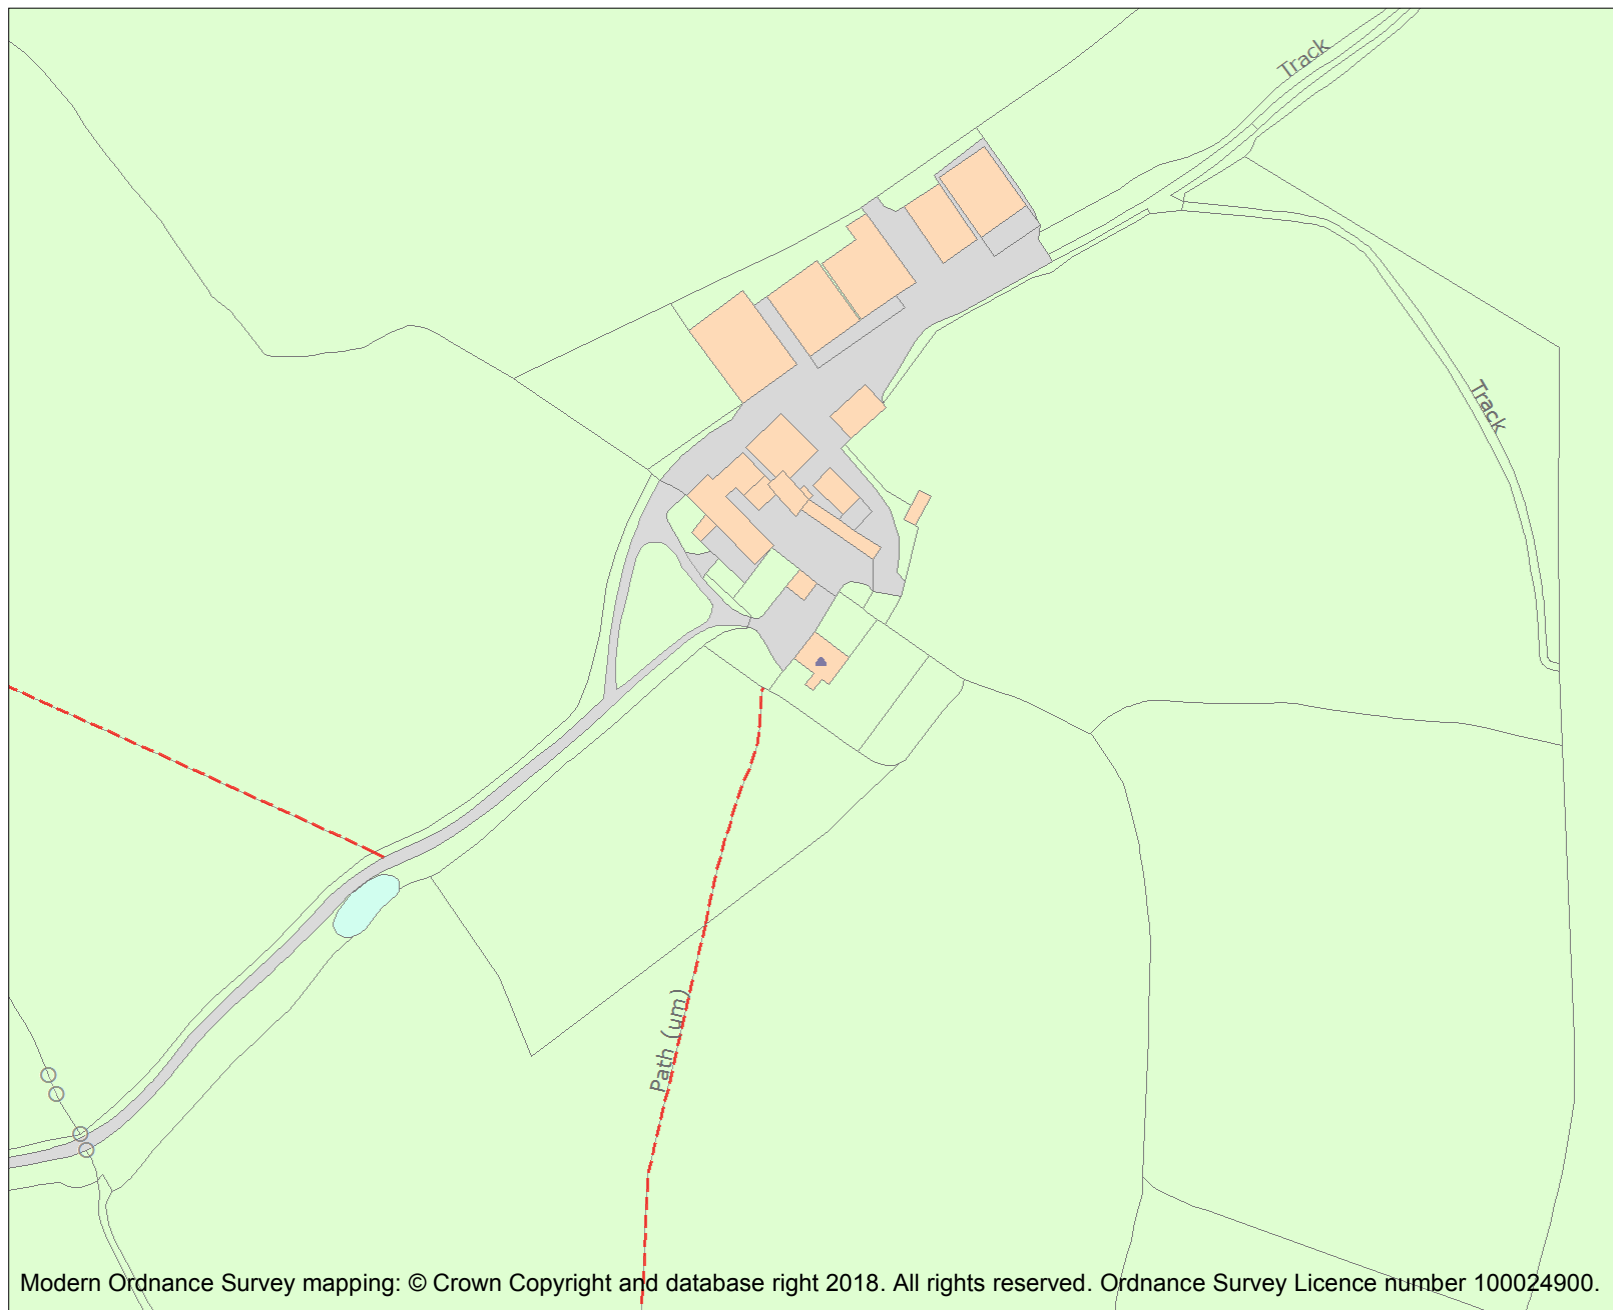 Track
Track
Path (um)
Modern Ordnance Survey mapping: © Crown Copyright and database right 2018. All rights reserved. Ordnance Survey Licence number 100024900.